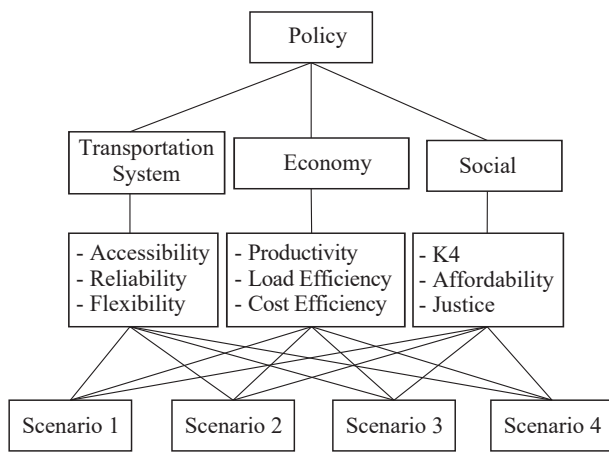 Policy
Transportation
System
Economy
Social
- Accessibility
- Reliability
- Flexibility
- Productivity
- Load Efficiency
- Cost Efficiency
- K4
- Affordability
- Justice
Scenario 1
Scenario 2
Scenario 3
Scenario 4